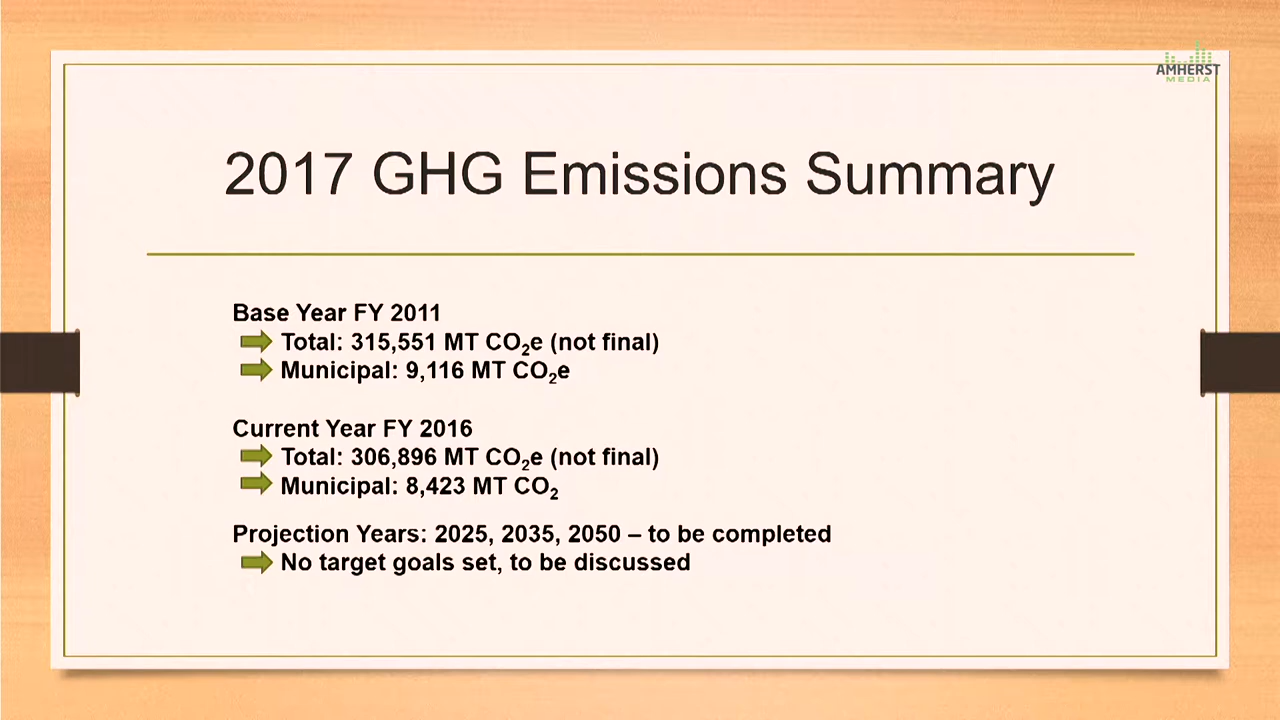 AMHERST
MEDIA
2017 GHG Emissions Summary
Base Year FY 2011
Total: 315,551 MT CO₂e (not final)
Municipal: 9,116 MT CO₂e
Current Year FY 2016
Total: 306,896 MT CO₂e (not final)
Municipal: 8,423 MT CO₂
Projection Years: 2025, 2035, 2050 – to be completed
No target goals set, to be discussed